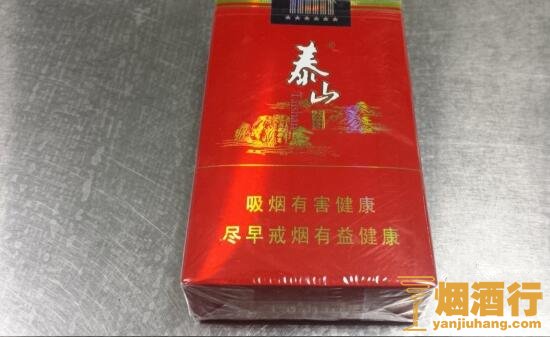 泰山
Taishan
吸烟有害健康
尽早戒烟有益健康
烟酒行
yanjiuhang.com